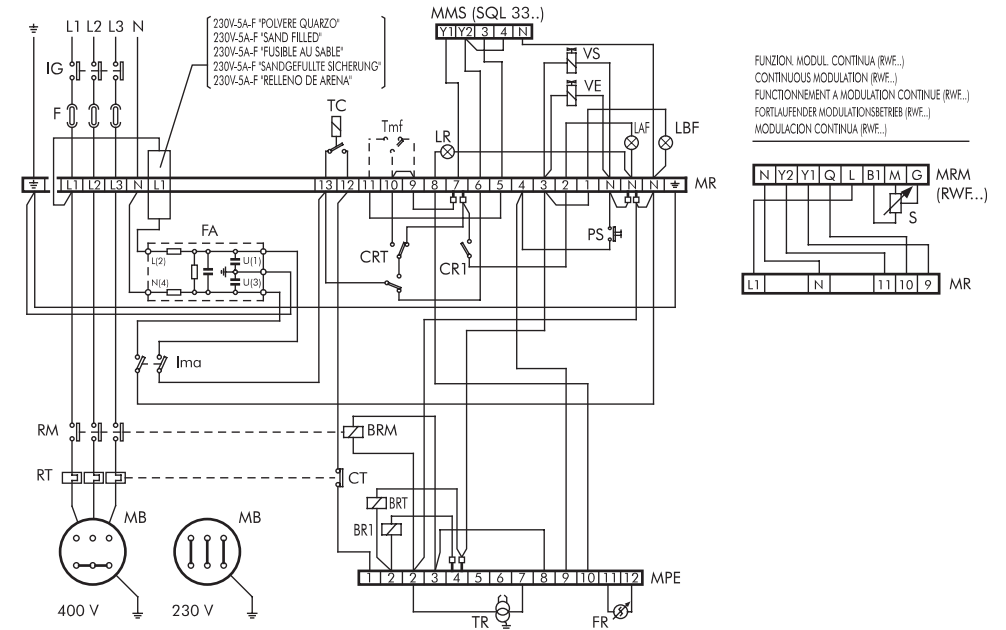 L1 L2 L3 N
IG
F
230V-5A-F "POLVERE QUARZO"
230V-5A-F "SAND FILLED"
230V-5A-F "FUSIBLE AU SABLE"
230V-5A-F "SANDGEFULLTE SICHERUNG"
230V-5A-F "RELLENO DE ARENA"
MMS (SQL 33..)
Y1 Y2 3 4 N
VS
VE
TC
Tmf
LR
LAF
LBF
L1 L2 L3 N L1 13 12 11 10 9 8 7 6 5 4 3 2 1 N N N MR
FA
L(2) U(1)
N(4) U(3)
CRT
CR1
PS
Ima
RM
BRM
RT
CT
BRT
BR1
MB
MB
400 V
230 V
1 2 2 3 4 5 6 7 8 9 10 11 12 MPE
TR
FR
FUNZION. MODUL. CONTINUA (RWF...)
CONTINUOUS MODULATION (RWF...)
FUNCTIONNEMENT A MODULATION CONTINUE (RWF...)
FORTLAUFENDER MODULATIONSBETRIEB (RWF...)
MODULACION CONTINUA (RWF...)
N Y2 Y1 Q L B1 M G MRM
(RWF...)
S
L1 N 11 10 9 MR